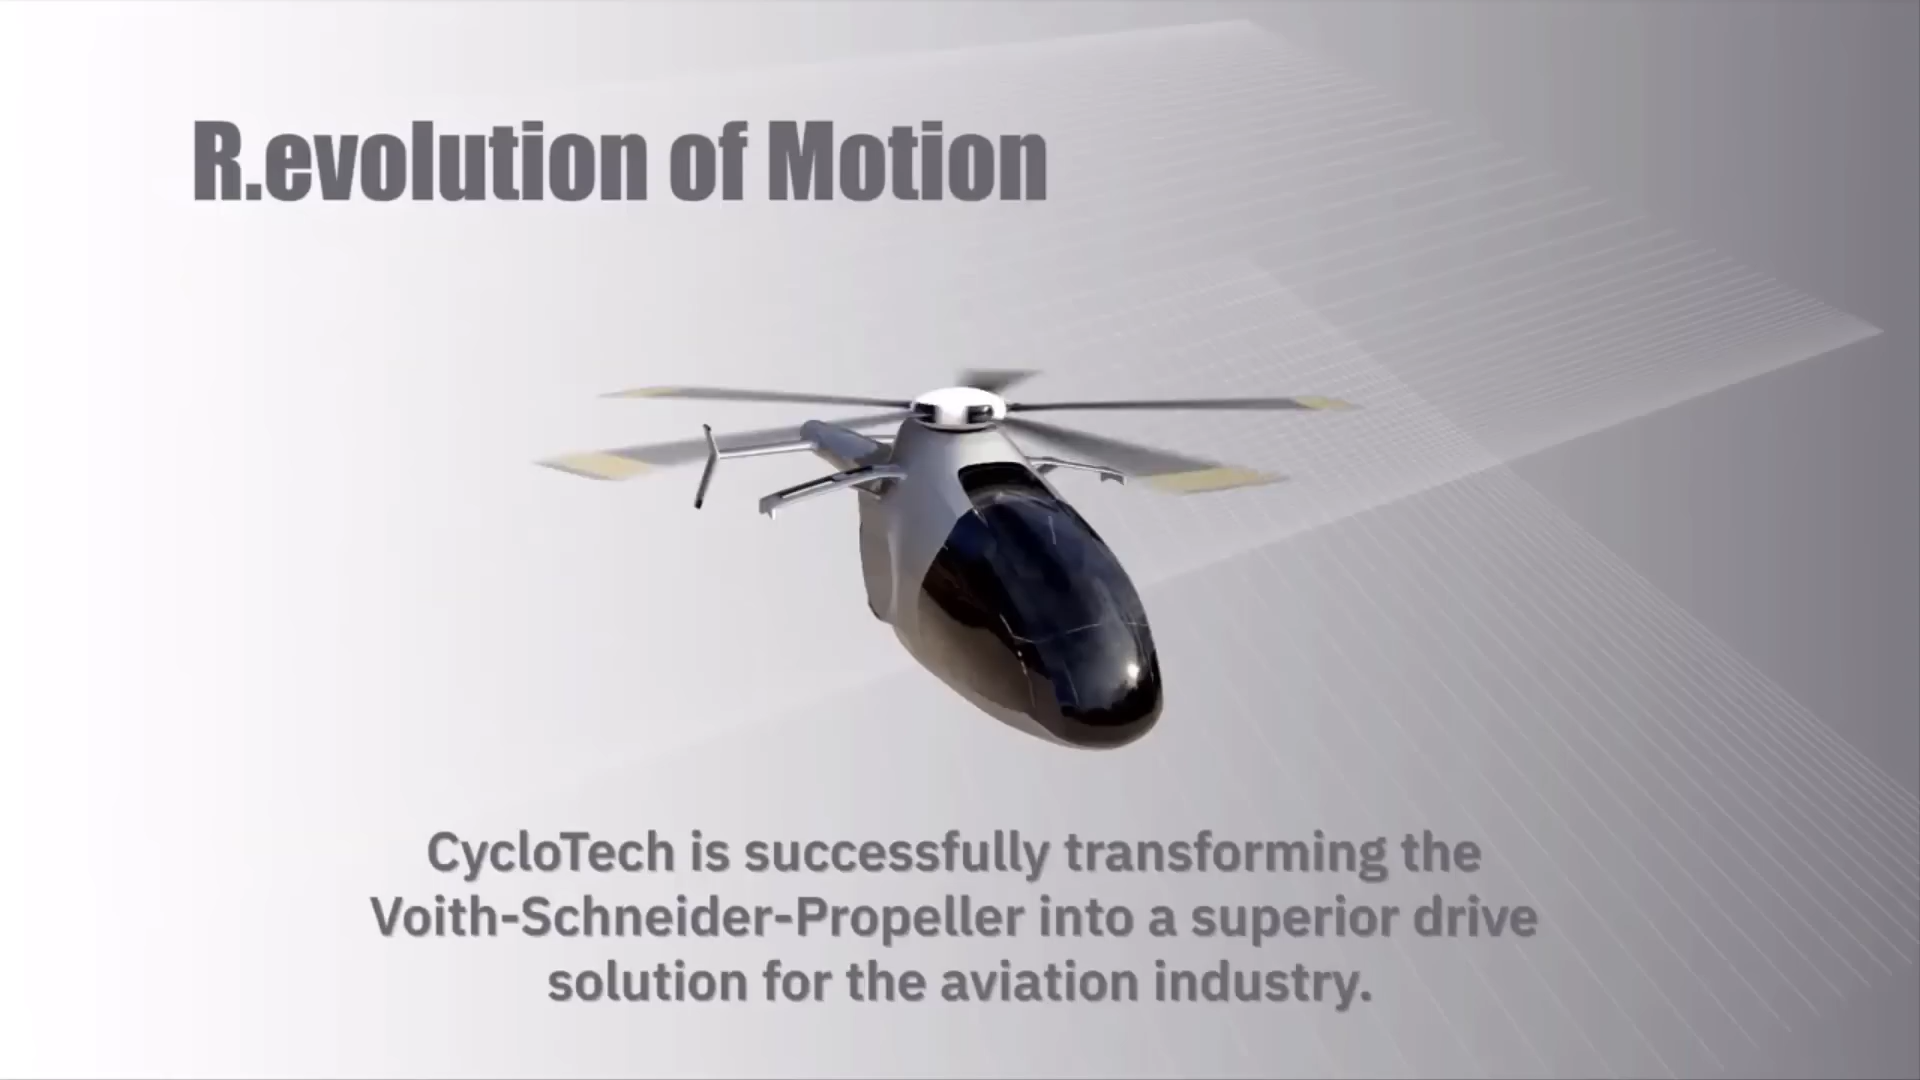 R.evolution of Motion
CycloTech is successfully transforming the
Voith-Schneider-Propeller into a superior drive
solution for the aviation industry.